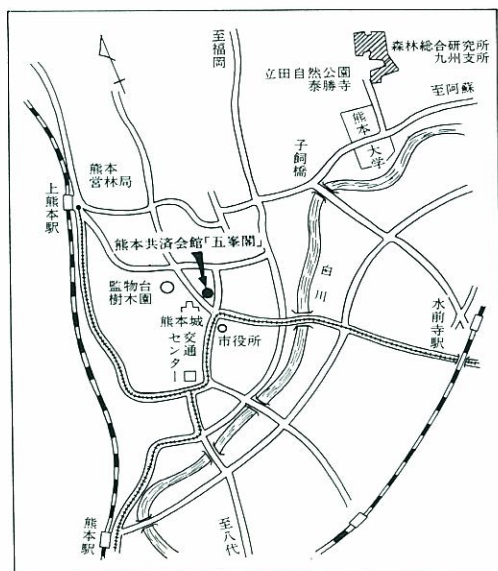 至福岡
森林総合研究所
九州支所
立田自然公園
泰勝寺
至阿蘇
熊本
大学
子飼橋
熊本
営林局
上熊本駅
熊本共済会館「五峯閣」
監物台
樹木園
白川
水前寺駅
熊本城
市役所
交通
センター
熊本駅
至八代